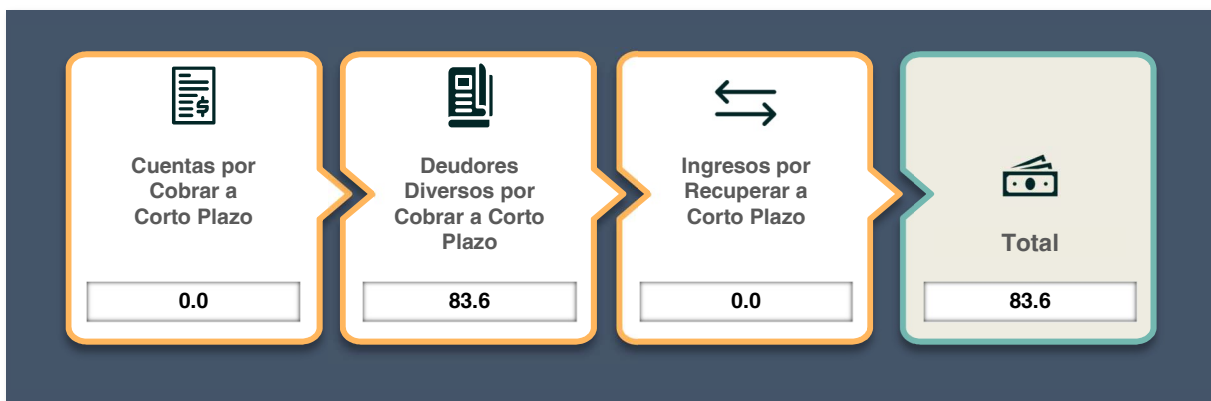 Cuentas por
Cobrar a
Corto Plazo
0.0
Deudores
Diversos por
Cobrar a Corto
Plazo
83.6
Ingresos por
Recuperar a
Corto Plazo
0.0
Total
83.6